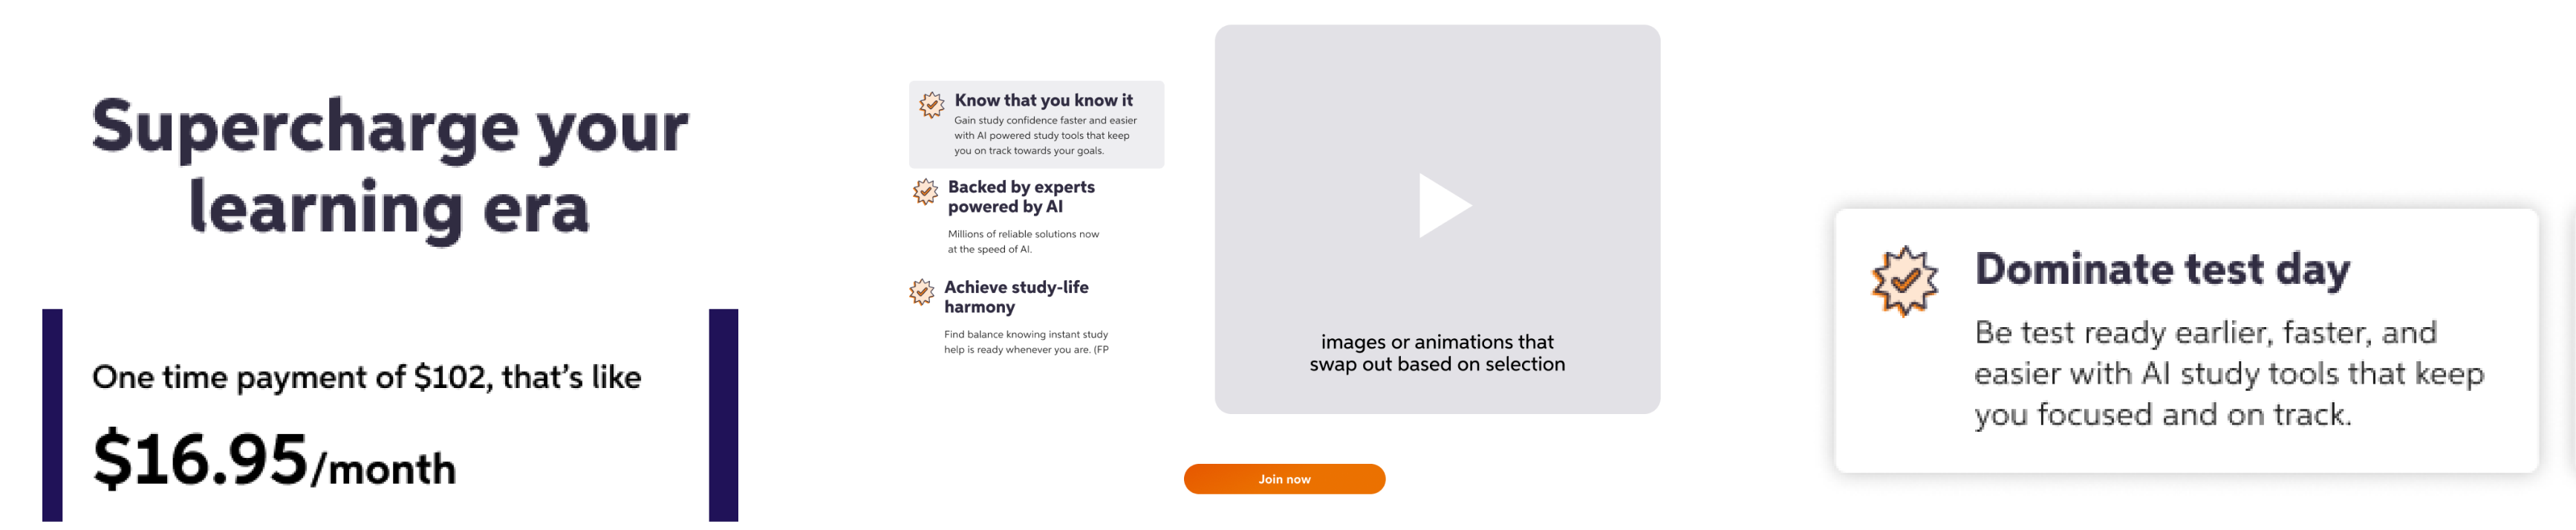 Supercharge your
learning era
One time payment of $102, that's like
$16.95/month
Know that you know it
Gain study confidence faster and easier
with AI powered study tools that keep
you on track towards your goals.
Backed by experts
powered by AI
Millions of reliable solutions now
at the speed of AI.
Achieve study-life
harmony
Find balance knowing instant study
help is ready whenever you are. (FP
images or animations that
swap out based on selection
Join now
Dominate test day
Be test ready earlier, faster, and
easier with AI study tools that keep
you focused and on track.